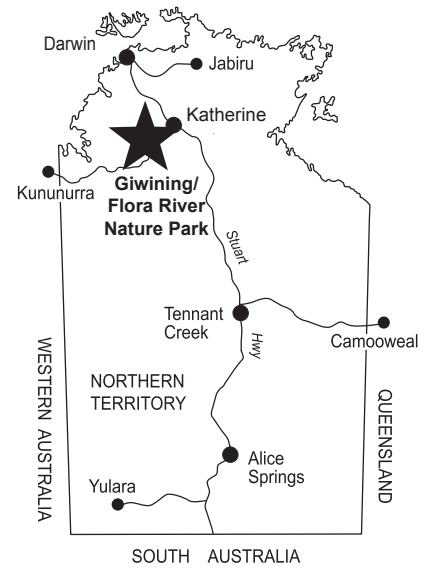 Darwin
Jabiru
Katherine
Kununurra
Giwining/
Flora River
Nature Park
Stuart
Tennant
Creek
Hwy
Camooweal
WESTERN AUSTRALIA
NORTHERN
TERRITORY
QUEENSLAND
Alice
Springs
Yulara
SOUTH AUSTRALIA